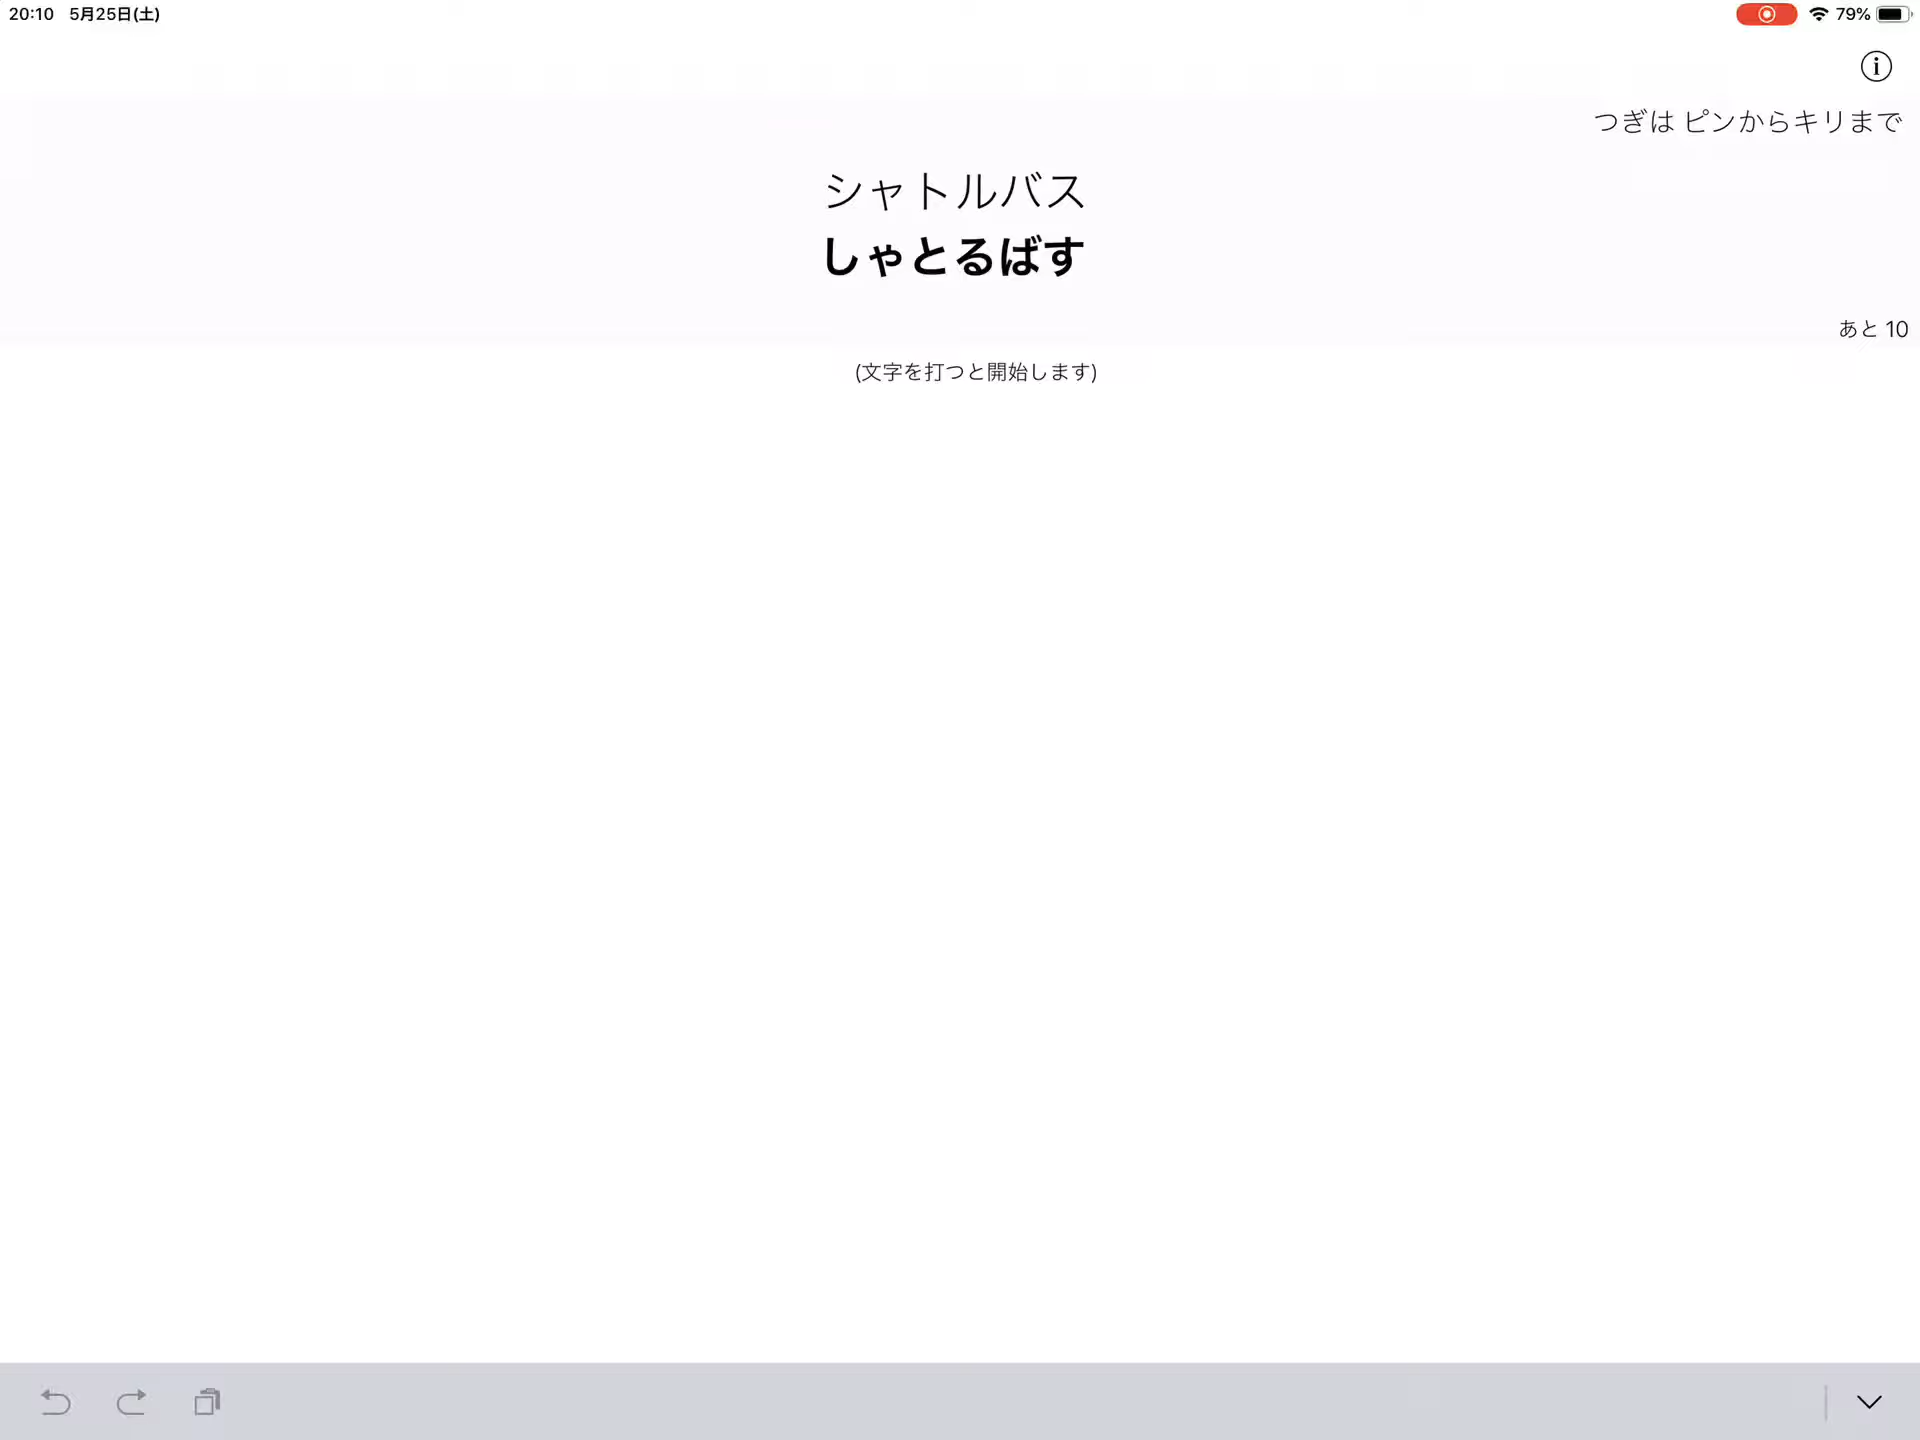 20:10 5月25日(土)
79%
つぎは ピンからキリまで
シャトルバス
しゃとるばす
あと 10
(文字を打つと開始します)